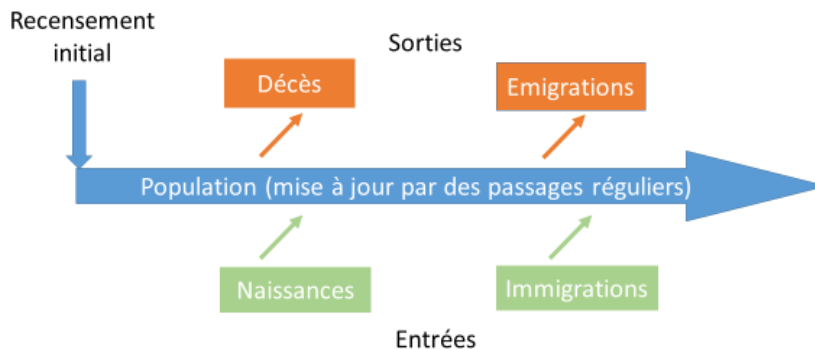 Recensement
initial
Sorties
Décès
Emigrations
Population (mise à jour par des passages réguliers)
Naissances
Immigrations
Entrées